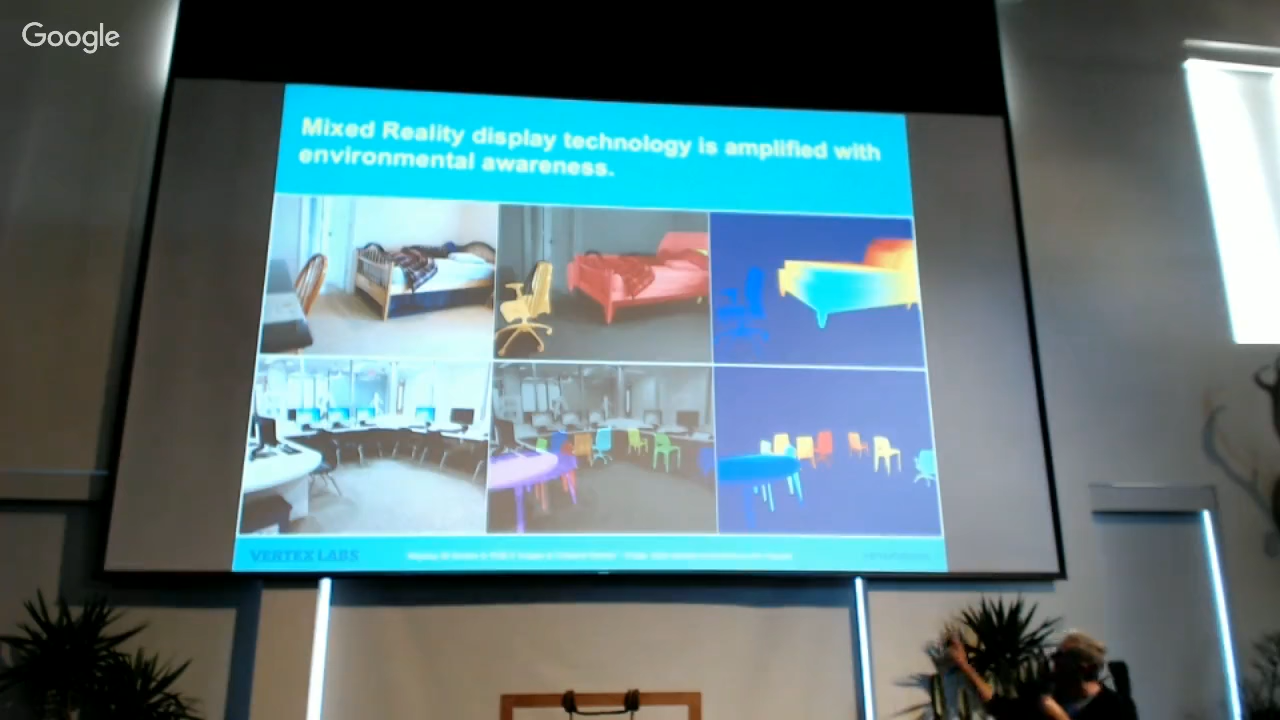 Google
Mixed Reality display technology is amplified with
environmental awareness.
VERTEX LABS